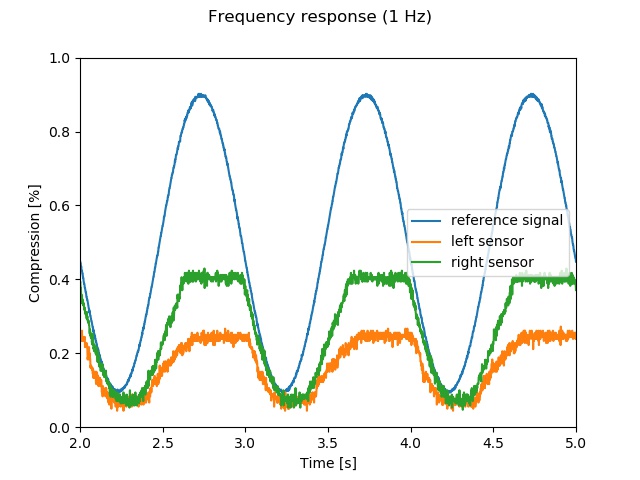 Frequency response (1 Hz)
1.0
0.8
0.6
0.4
0.2
0.0
Compression [%]
reference signal
left sensor
right sensor
2.0 2.5 3.0 3.5 4.0 4.5 5.0
Time [s]